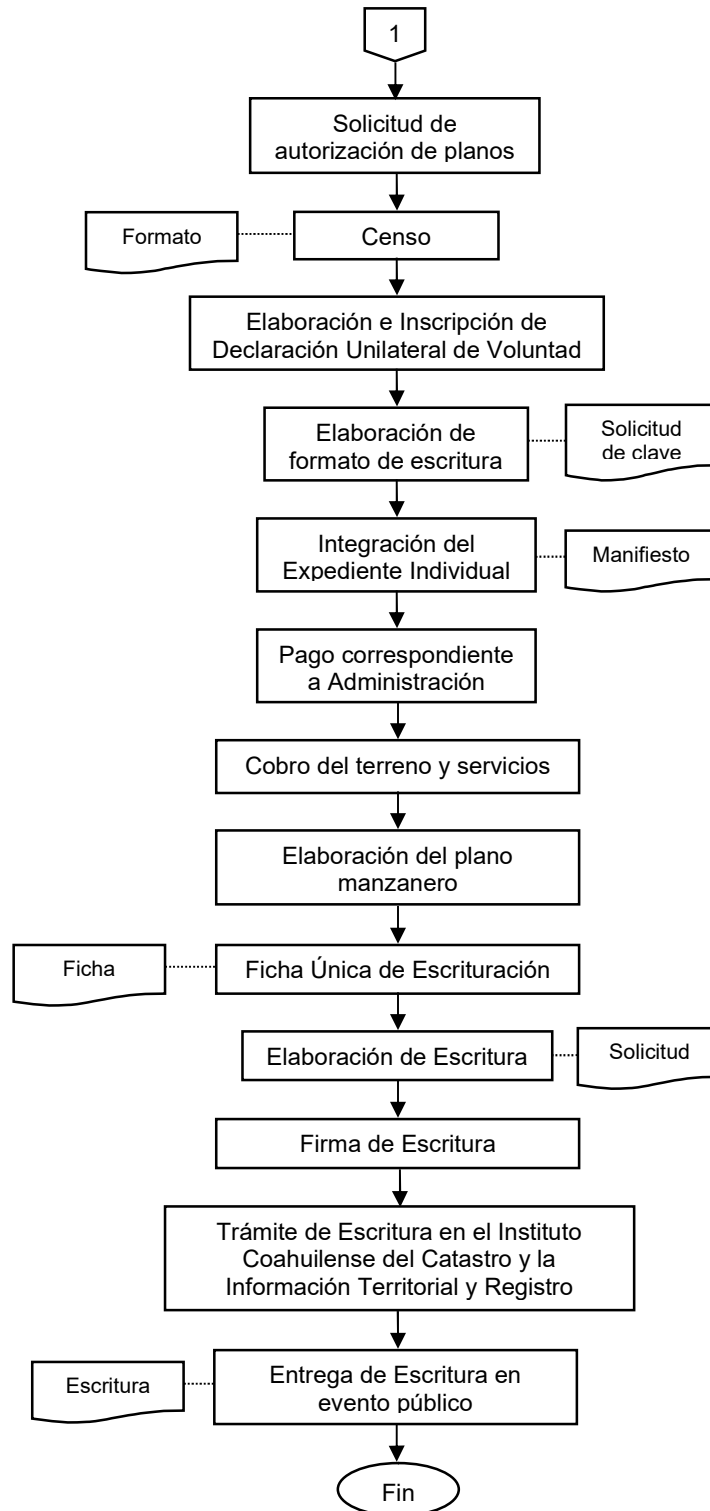 1
Solicitud de
autorización de planos
Formato
Censo
Elaboración e Inscripción de
Declaración Unilateral de Voluntad
Elaboración de
formato de escritura
Solicitud
de clave
Integración del
Expediente Individual
Manifiesto
Pago correspondiente
a Administración
Cobro del terreno y servicios
Elaboración del plano
manzanero
Ficha
Ficha Única de Escrituración
Elaboración de Escritura
Solicitud
Firma de Escritura
Trámite de Escritura en el Instituto
Coahuilense del Catastro y la
Información Territorial y Registro
Escritura
Entrega de Escritura en
evento público
Fin